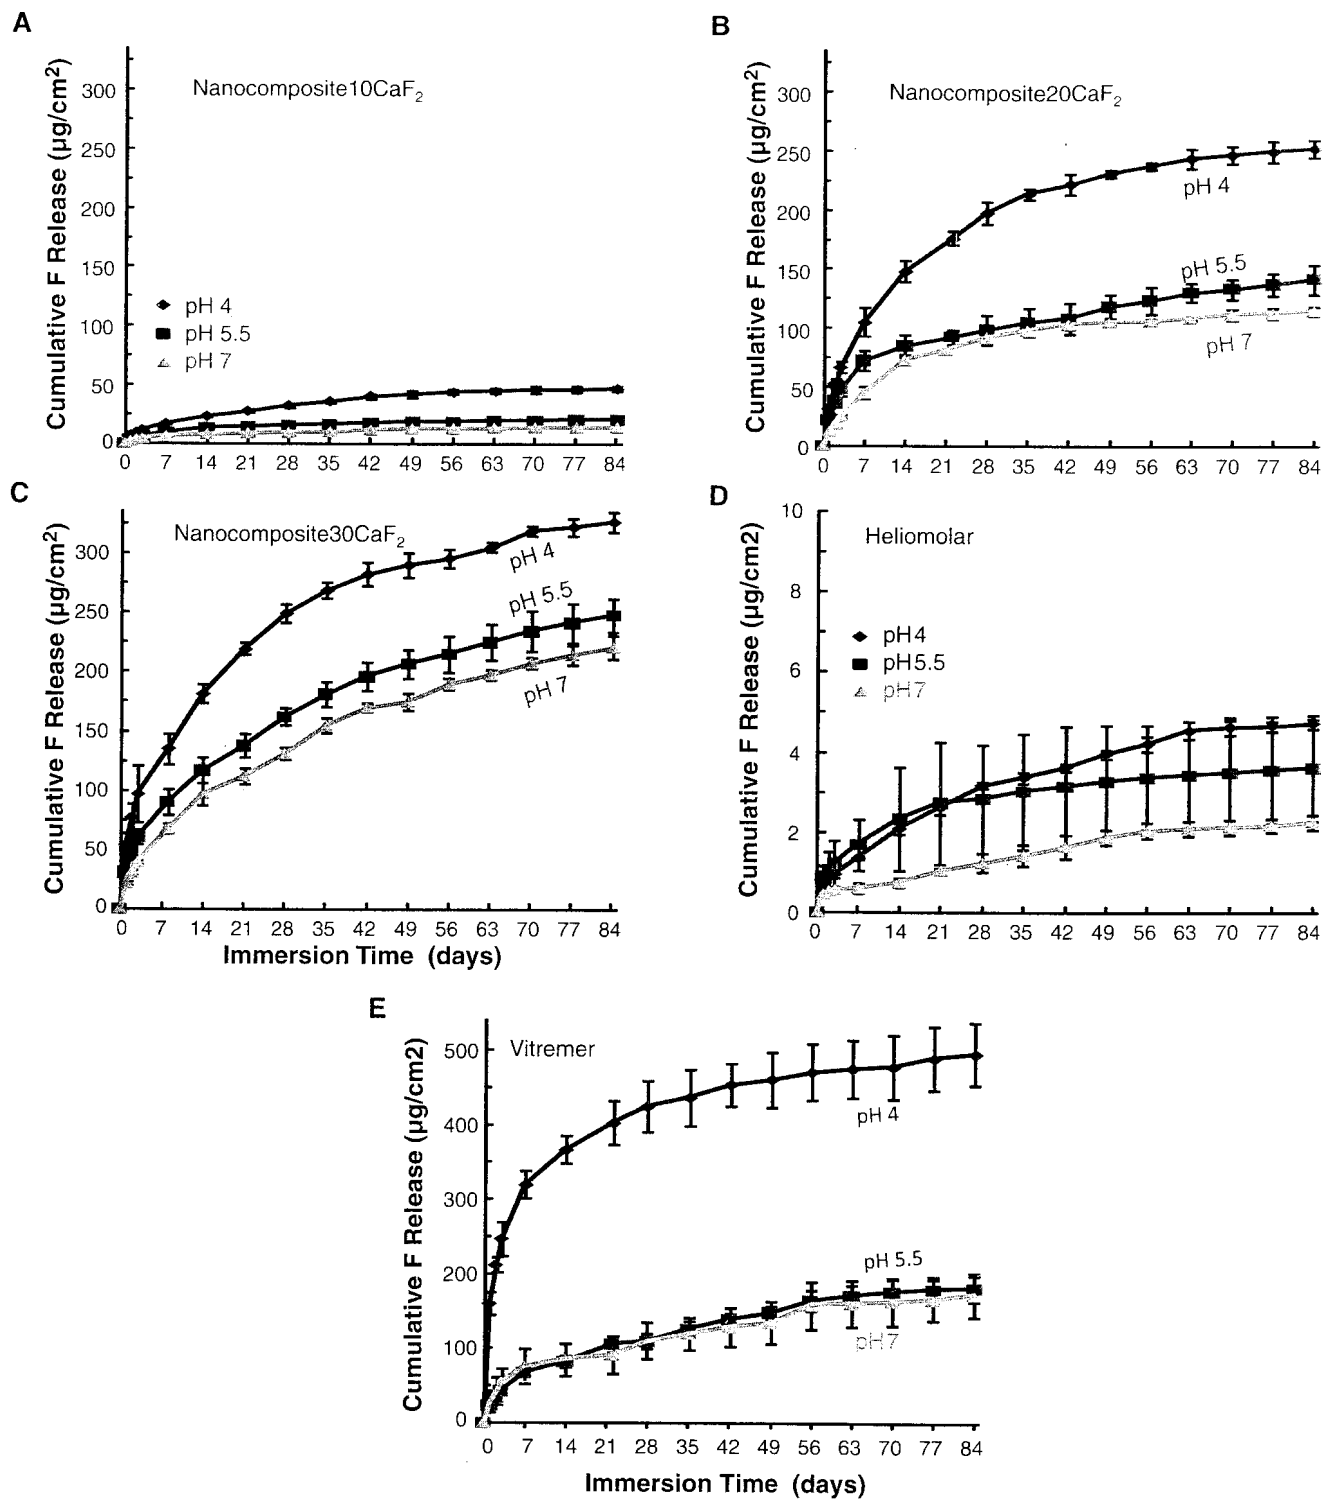 A
Cumulative F Release (µg/cm²)
Nanocomposite10CaF₂
300
250
200
150
100
50
0
pH 4
pH 5.5
pH 7
0 7 14 21 28 35 42 49 56 63 70 77 84
B
Cumulative F Release (µg/cm²)
Nanocomposite20CaF₂
300
250
200
150
100
50
0
pH 4
pH 5.5
pH 7
0 7 14 21 28 35 42 49 56 63 70 77 84
C
Cumulative F Release (µg/cm²)
Nanocomposite30CaF₂
300
250
200
150
100
50
0
pH 4
pH 5.5
pH 7
0 7 14 21 28 35 42 49 56 63 70 77 84
Immersion Time (days)
D
Cumulative F Release (µg/cm2)
Heliomolar
10
8
6
4
2
0
pH4
pH5.5
pH7
0 7 14 21 28 35 42 49 56 63 70 77 84
E
Cumulative F Release (µg/cm2)
Vitremer
500
400
300
200
100
0
pH 4
pH 5.5
pH7
0 7 14 21 28 35 42 49 56 63 70 77 84
Immersion Time (days)